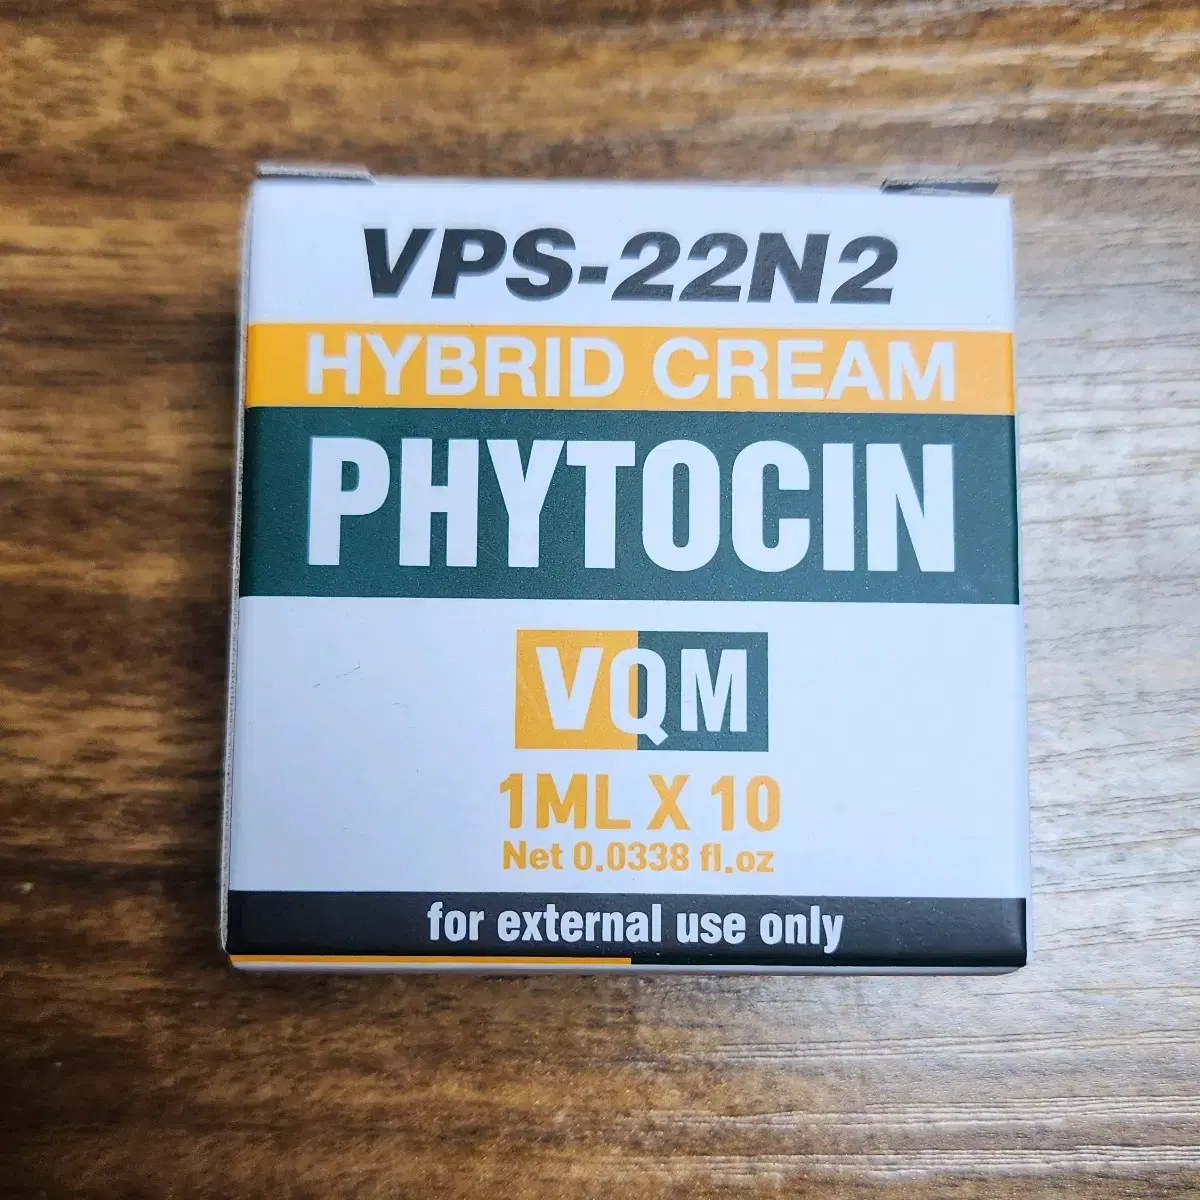 VPS-22N2
HYBRID CREAM
PHYTOCIN
VQM
1ML X 10
Net 0.0338 fl.oz
for external use only